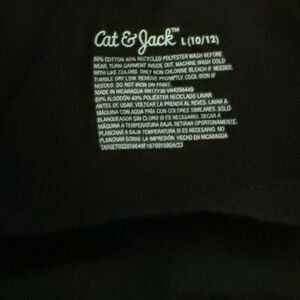 Cat & Jack™ L (10/12)
60% COTTON 40% RECYCLED POLYESTER WASH BEFORE
WEAR, TURN GARMENT INSIDE OUT, MACHINE WASH COLD
WITH LIKE COLORS. ONLY NON CHLORINE BLEACH IF NEEDED.
TUMBLE DRY LOW. REMOVE PROMPTLY. COOL IRON IF
NEEDED. DO NOT IRON ON PRINT.
MADE IN NICARAGUA RN17730
60% ALGODÓN 40% POLIÉSTER RECICLADO LAVAR
ANTES DE USAR. VOLTEAR LA PRENDA AL REVÉS. LAVAR A
MÁQUINA CON AGUA FRÍA CON COLORES SIMILARES. SÓLO
BLANQUEADOR SIN CLORO SI ES NECESARIO. SECAR A
MÁQUINA A TEMPERATURA BAJA. RETIRAR OPORTUNAMENTE.
PLANCHAR A BAJA TEMPERATURA SI ES NECESARIO. NO
PLANCHAR SOBRE LA IMPRESIÓN. HECHO EN NICARAGUA